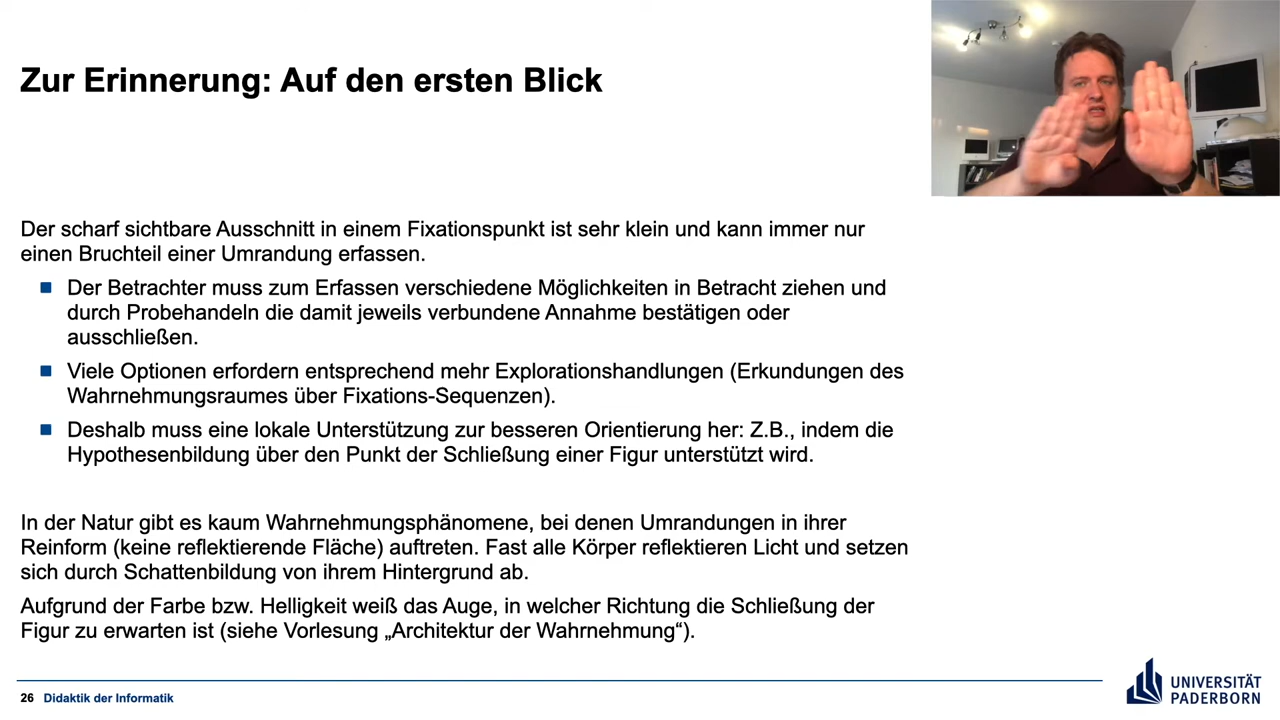 Zur Erinnerung: Auf den ersten Blick
Der scharf sichtbare Ausschnitt in einem Fixationspunkt ist sehr klein und kann immer nur
einen Bruchteil einer Umrandung erfassen.
Der Betrachter muss zum Erfassen verschiedene Möglichkeiten in Betracht ziehen und
durch Probehandeln die damit jeweils verbundene Annahme bestätigen oder
ausschließen.
Viele Optionen erfordern entsprechend mehr Explorationshandlungen (Erkundungen des
Wahrnehmungsraumes über Fixations-Sequenzen).
Deshalb muss eine lokale Unterstützung zur besseren Orientierung her: Z.B., indem die
Hypothesenbildung über den Punkt der Schließung einer Figur unterstützt wird.
In der Natur gibt es kaum Wahrnehmungsphänomene, bei denen Umrandungen in ihrer
Reinform (keine reflektierende Fläche) auftreten. Fast alle Körper reflektieren Licht und setzen
sich durch Schattenbildung von ihrem Hintergrund ab.
Aufgrund der Farbe bzw. Helligkeit weiß das Auge, in welcher Richtung die Schließung der
Figur zu erwarten ist (siehe Vorlesung „Architektur der Wahrnehmung“).
26 Didaktik der Informatik
UNIVERSITÄT
PADERBORN